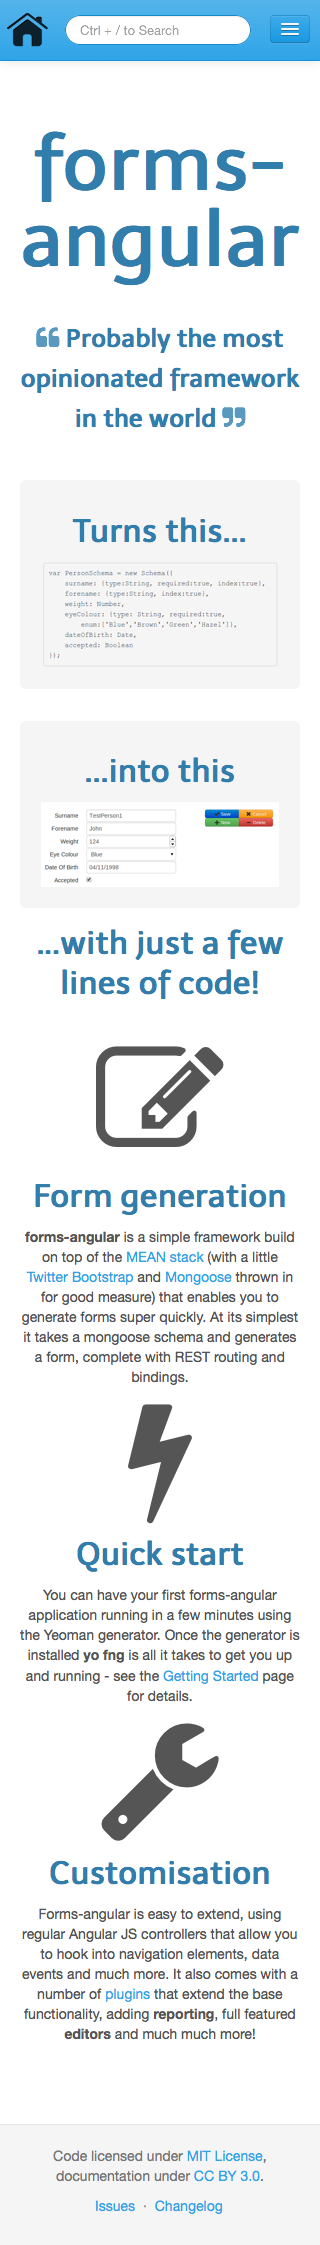 Ctrl + / to Search
forms-
angular
Probably the most
opinionated framework
in the world
Turns this...
var PersonSchema = new Schema({
surname: {type:String, required:true, index:true},
forename: {type:String, index:true},
weight: Number,
eyeColour: {type: String, required:true,
enum:['Blue','Brown','Green','Hazel']},
dateOfBirth: Date,
accepted: Boolean
});
...into this
Surname TestPerson1 Save Cancel
Forename John New Delete
Weight 124
Eye Colour Blue
Date Of Birth 04/11/1998
Accepted
...with just a few
lines of code!
Form generation
forms-angular is a simple framework build
on top of the MEAN stack (with a little
Twitter Bootstrap and Mongoose thrown in
for good measure) that enables you to
generate forms super quickly. At its simplest
it takes a mongoose schema and generates
a form, complete with REST routing and
bindings.
Quick start
You can have your first forms-angular
application running in a few minutes using
the Yeoman generator. Once the generator is
installed yo fng is all it takes to get you up
and running - see the Getting Started page
for details.
Customisation
Forms-angular is easy to extend, using
regular Angular JS controllers that allow you
to hook into navigation elements, data
events and much more. It also comes with a
number of plugins that extend the base
functionality, adding reporting, full featured
editors and much much more!
Code licensed under MIT License,
documentation under CC BY 3.0.
Issues · Changelog